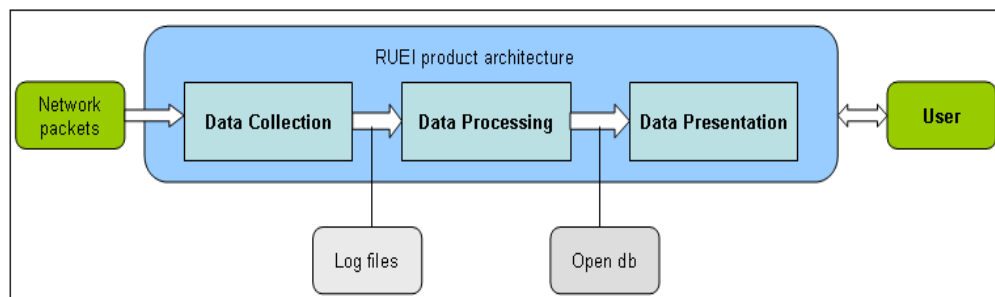 RUEI product architecture
Network
packets
Data Collection
Data Processing
Data Presentation
User
Log files
Open db